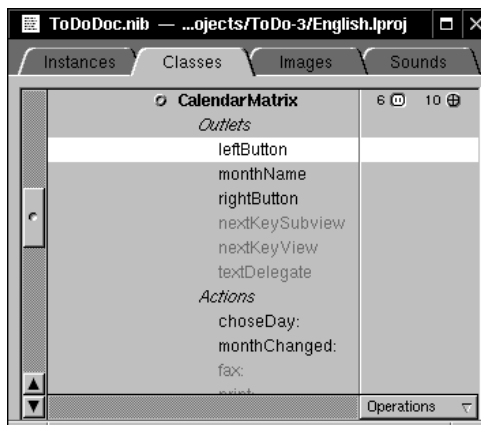 ToDoDoc.nib — ...ojects/ToDo-3/English.lproj
Instances Classes Images Sounds
CalendarMatrix 6 10
Outlets
leftButton
monthName
rightButton
nextKeySubview
nextKeyView
textDelegate
Actions
choseDay:
monthChanged:
fax:
print:
Operations